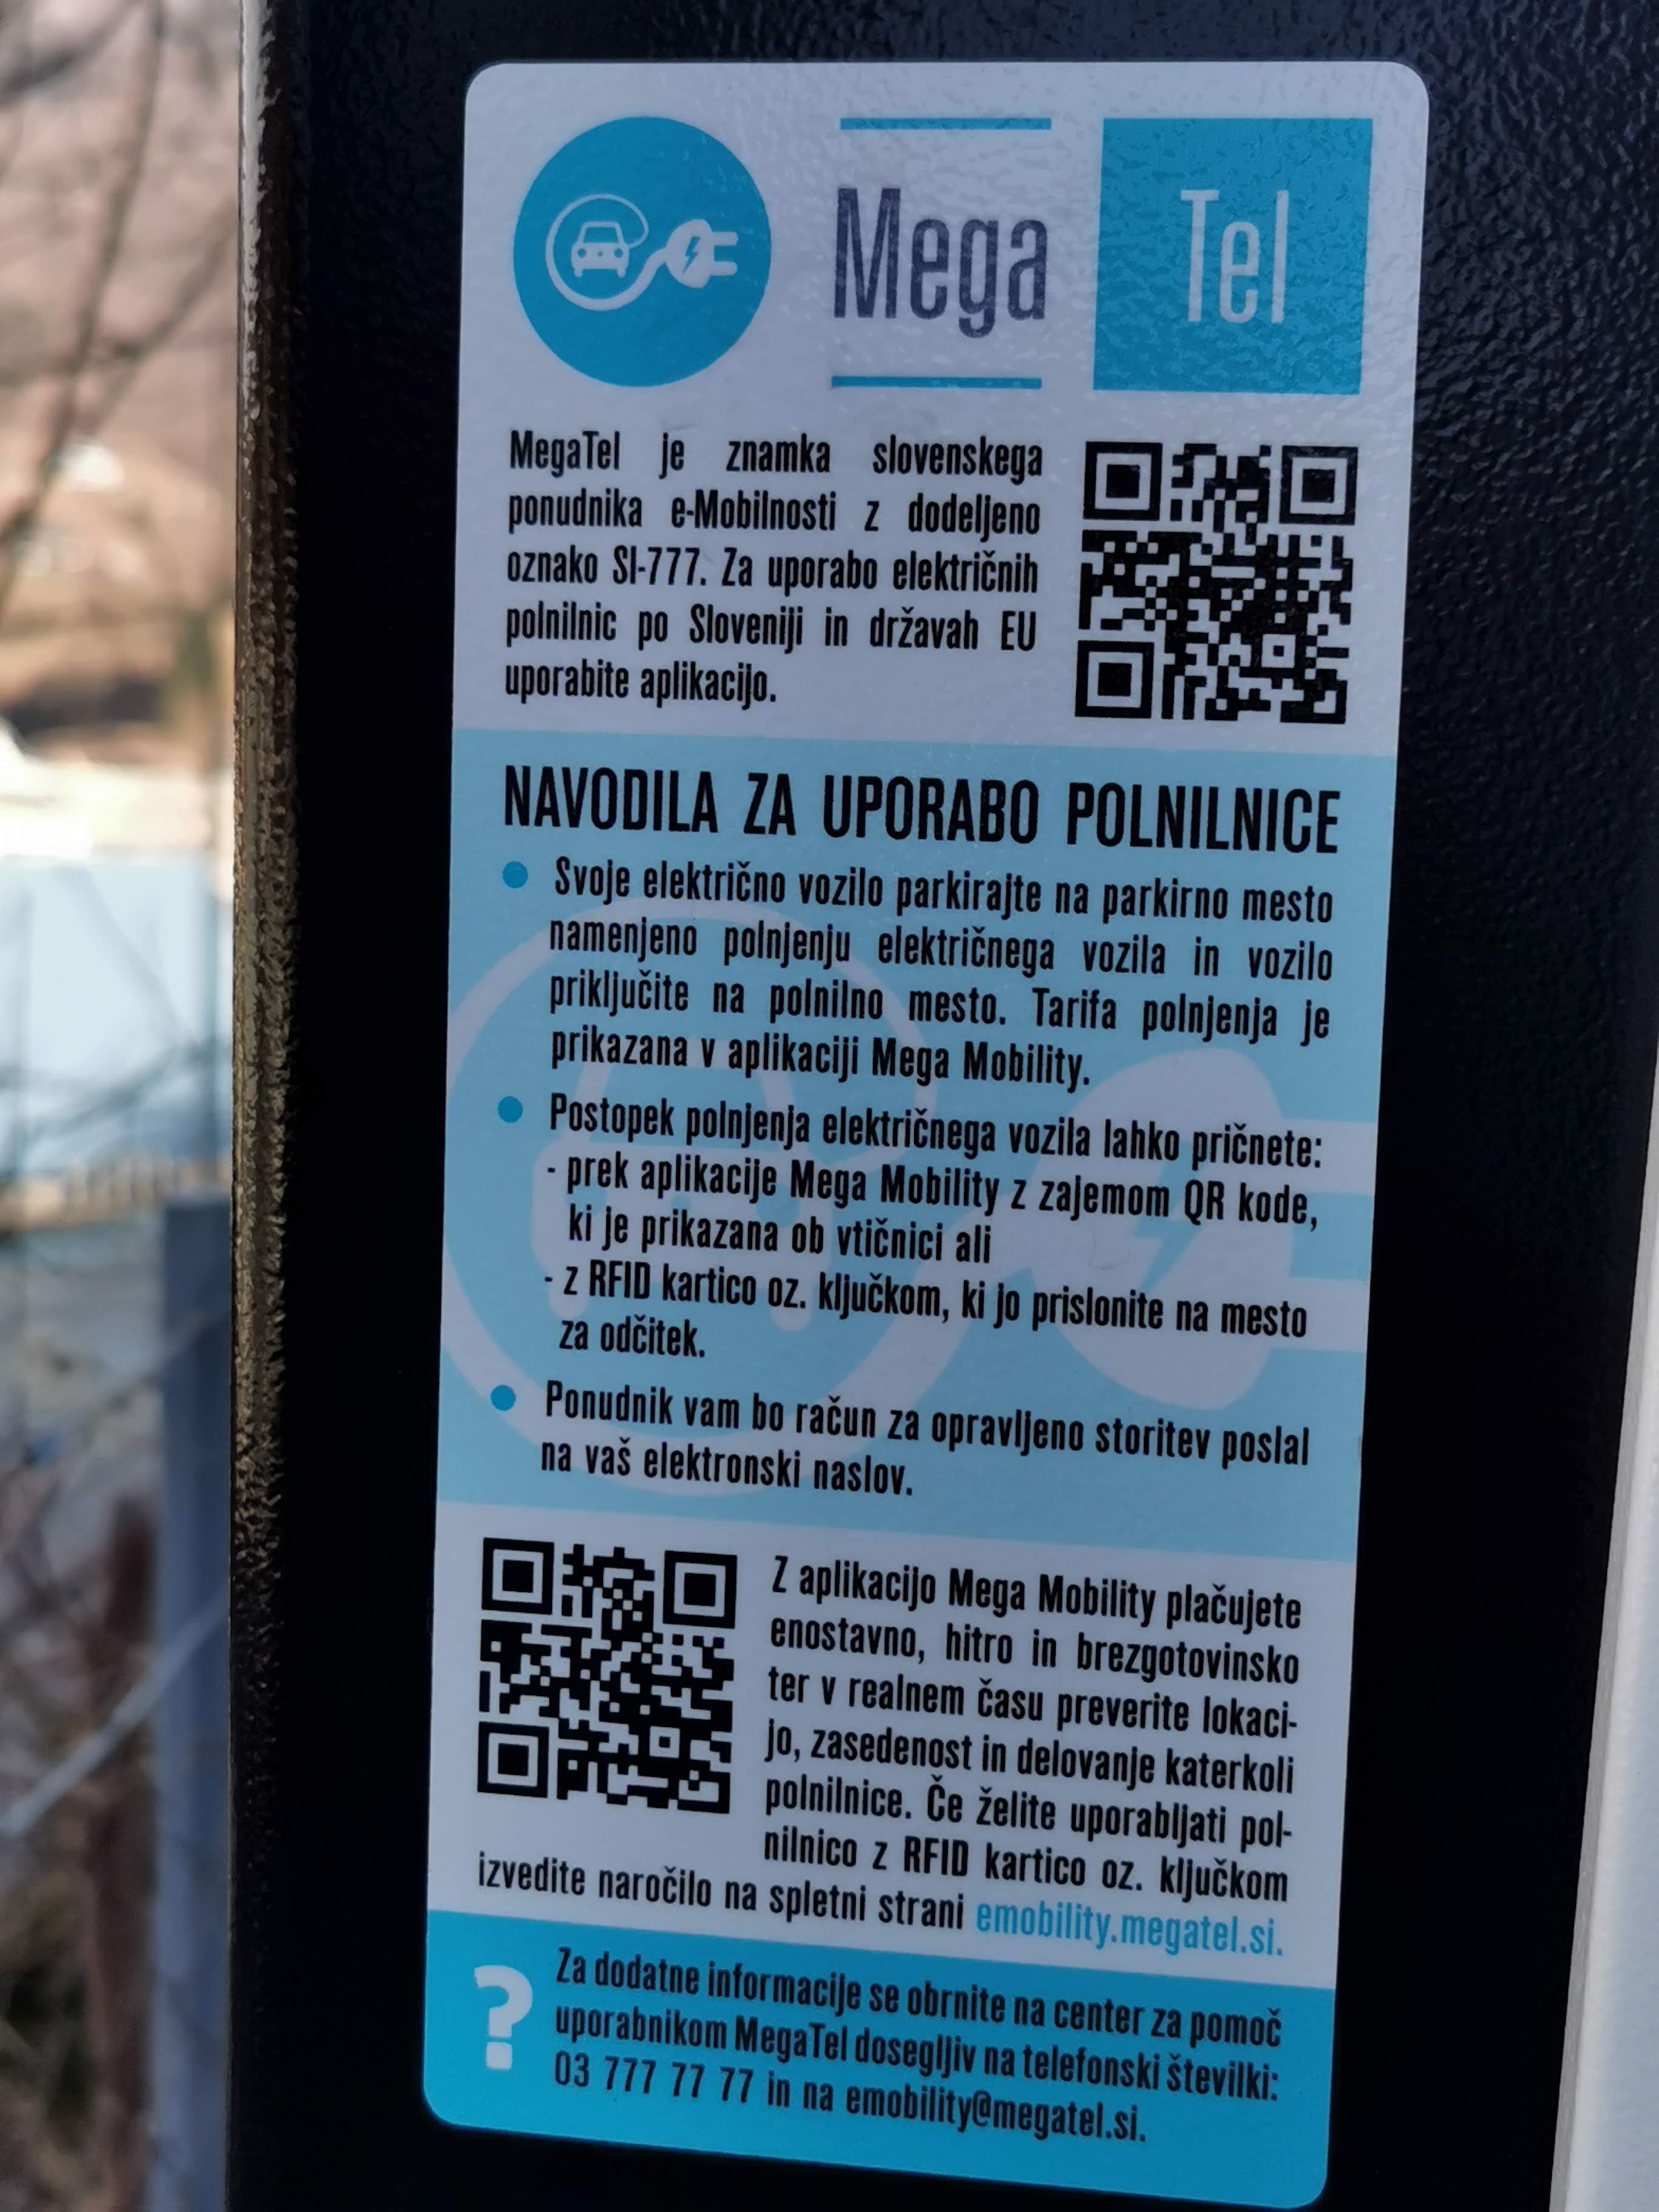 Mega Tel
MegaTel je znamka slovenskega
ponudnika e-Mobilnosti z dodeljeno
oznako SI-777. Za uporabo električnih
polnilnic po Sloveniji in državah EU
uporabite aplikacijo.
NAVODILA ZA UPORABO POLNILNICE
Svoje električno vozilo parkirajte na parkirno mesto
namenjeno polnjenju električnega vozila in vozilo
priključite na polnilno mesto. Tarifa polnjenja je
prikazana v aplikaciji Mega Mobility.
Postopek polnjenja električnega vozila lahko pričnete:
- prek aplikacije Mega Mobility z zajemom QR kode,
ki je prikazana ob vtičnici ali
- z RFID kartico oz. ključkom, ki jo prislonite na mesto
za odčitek.
Ponudnik vam bo račun za opravljeno storitev poslal
na vaš elektronski naslov.
Z aplikacijo Mega Mobility plačujete
enostavno, hitro in brezgotovinsko
ter v realnem času preverite lokaci-
jo, zasedenost in delovanje katerkoli
polnilnice. Če želite uporabljati pol-
nilnico z RFID kartico oz. ključkom
izvedite naročilo na spletni strani emobility.megatel.si.
? Za dodatne informacije se obrnite na center za pomoč
uporabnikom MegaTel dosegljiv na telefonski številki:
03 777 77 77 in na emobility@megatel.si.